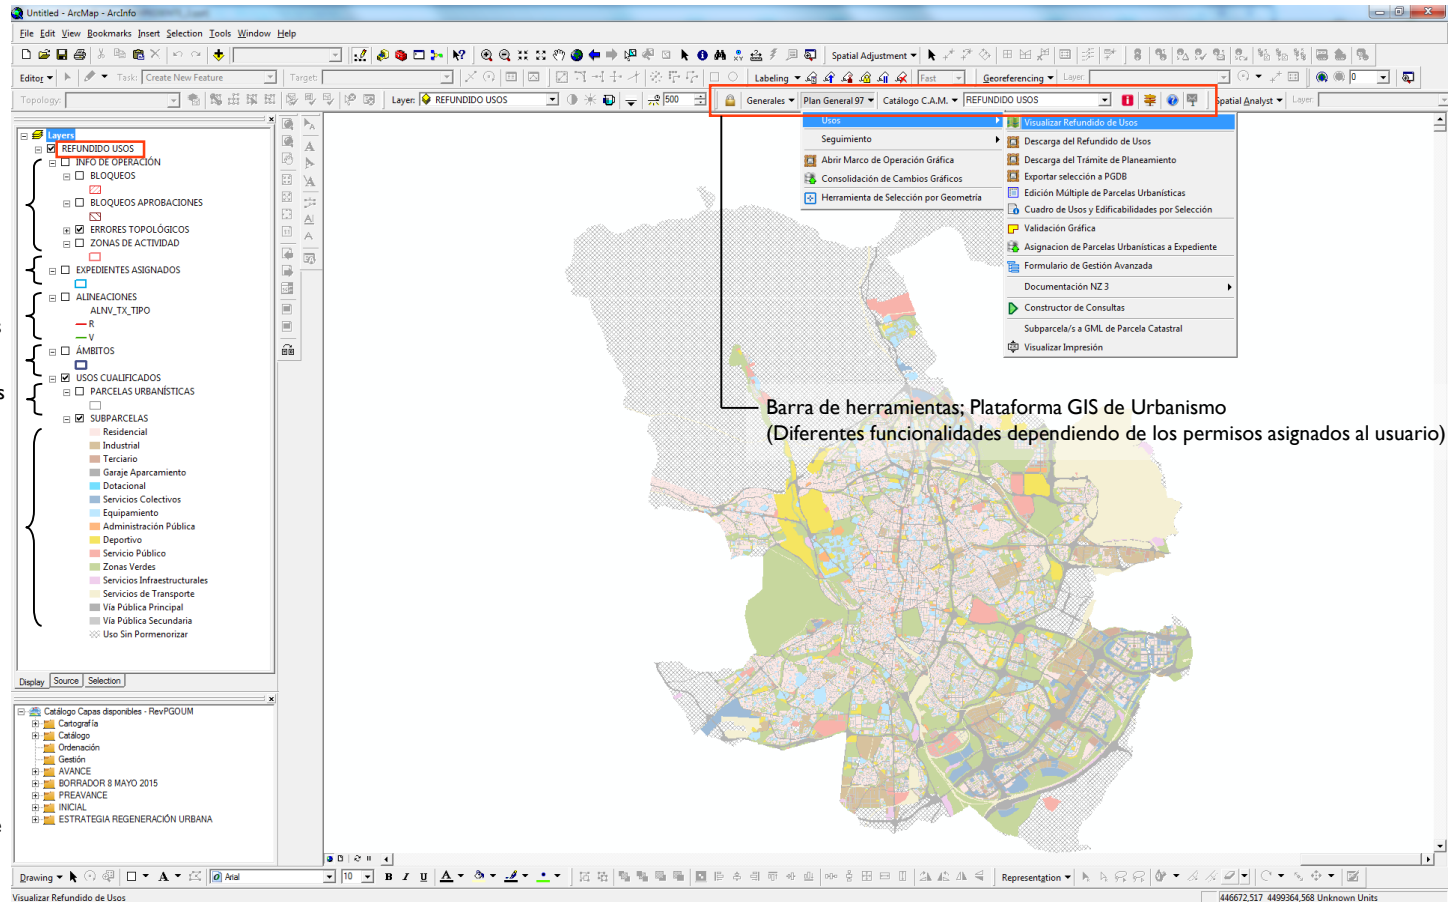 Untitled - ArcMap - ArcInfo
File Edit View Bookmarks Insert Selection Tools Window Help
Spatial Adjustment
Editor Task: Create New Feature Target: Labeling Fast Georeferencing Layer: 0
Topology: Layer: REFUNDIDO USOS 500 Generales Plan General 97 Catálogo C.A.M. REFUNDIDO USOS Spatial Analyst Layer:
Usos
Seguimiento
Abrir Marco de Operación Gráfica
Consolidación de Cambios Gráficos
Herramienta de Selección por Geometría
Visualizar Refundido de Usos
Descarga del Refundido de Usos
Descarga del Trámite de Planeamiento
Exportar selección a PGDB
Edición Múltiple de Parcelas Urbanísticas
Cuadro de Usos y Edificabilidades por Selección
Validación Gráfica
Asignacion de Parcelas Urbanísticas a Expediente
Formulario de Gestión Avanzada
Documentación NZ 3
Constructor de Consultas
Subparcela/s a GML de Parcela Catastral
Visualizar Impresión
Layers
REFUNDIDO USOS
INFO DE OPERACIÓN
BLOQUEOS
BLOQUEOS APROBACIONES
ERRORES TOPOLÓGICOS
ZONAS DE ACTIVIDAD
EXPEDIENTES ASIGNADOS
ALINEACIONES
ALNV_TX_TIPO
R
V
ÁMBITOS
USOS CUALIFICADOS
PARCELAS URBANÍSTICAS
SUBPARCELAS
Residencial
Industrial
Terciario
Garaje Aparcamiento
Dotacional
Servicios Colectivos
Equipamiento
Administración Pública
Deportivo
Servicio Público
Zonas Verdes
Servicios Infraestructurales
Servicios de Transporte
Vía Pública Principal
Vía Pública Secundaria
Uso Sin Pormenorizar
s
s
e
Barra de herramientas; Plataforma GIS de Urbanismo
(Diferentes funcionalidades dependiendo de los permisos asignados al usuario)
Display Source Selection
Catálogo Capas disponibles - RevPGOUM
Cartografía
Catálogo
Ordenación
Gestión
AVANCE
BORRADOR 8 MAYO 2015
PREAVANCE
INICIAL
ESTRATEGIA REGENERACIÓN URBANA
Drawing A Arial 10 B I U A Representation
Visualizar Refundido de Usos 446672,517 4499364,568 Unknown Units